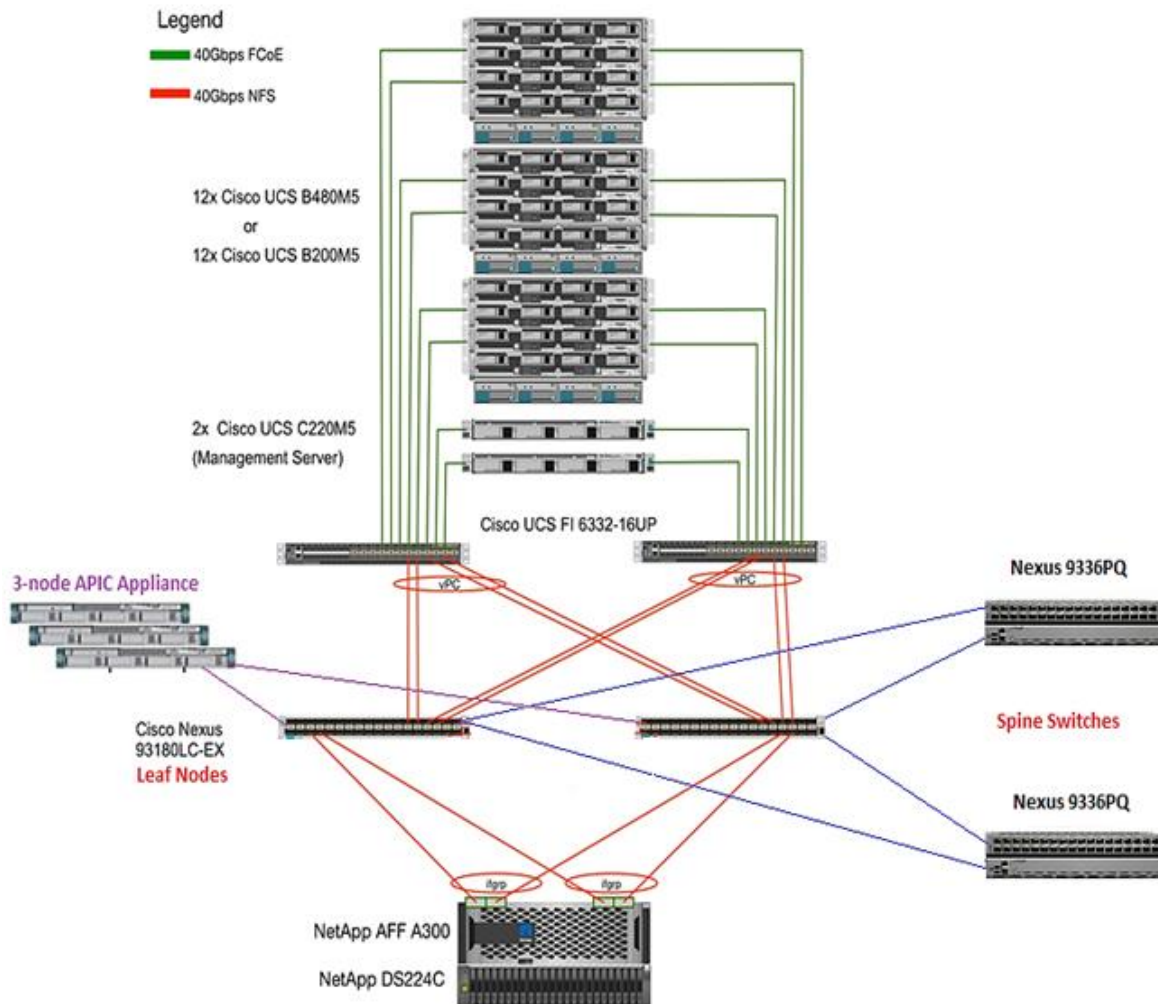 Legend
40Gbps FCoE
40Gbps NFS
12x Cisco UCS B480M5
or
12x Cisco UCS B200M5
2x Cisco UCS C220M5
(Management Server)
Cisco UCS FI 6332-16UP
vPC
vPC
3-node APIC Appliance
Nexus 9336PQ
Cisco Nexus
93180LC-EX
Leaf Nodes
Spine Switches
Nexus 9336PQ
ifgrp
ifgrp
NetApp AFF A300
NetApp DS224C